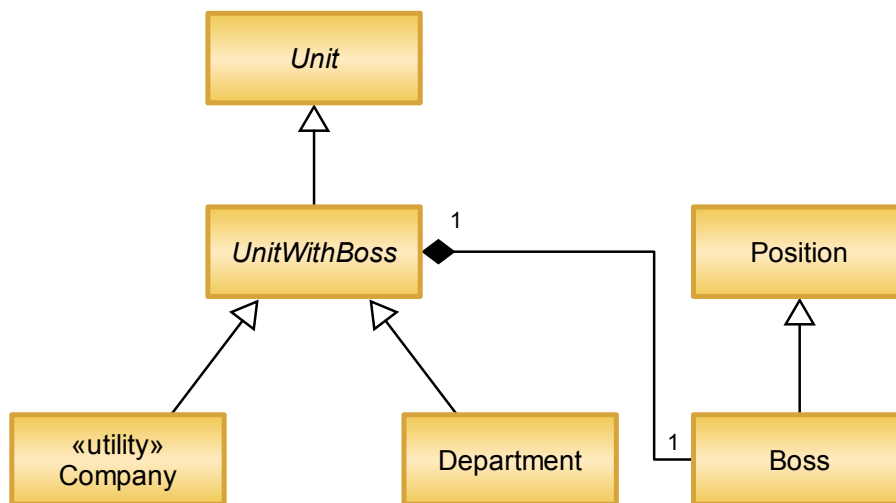 Unit
1
UnitWithBoss
Position
«utility»
Company
Department
1
Boss